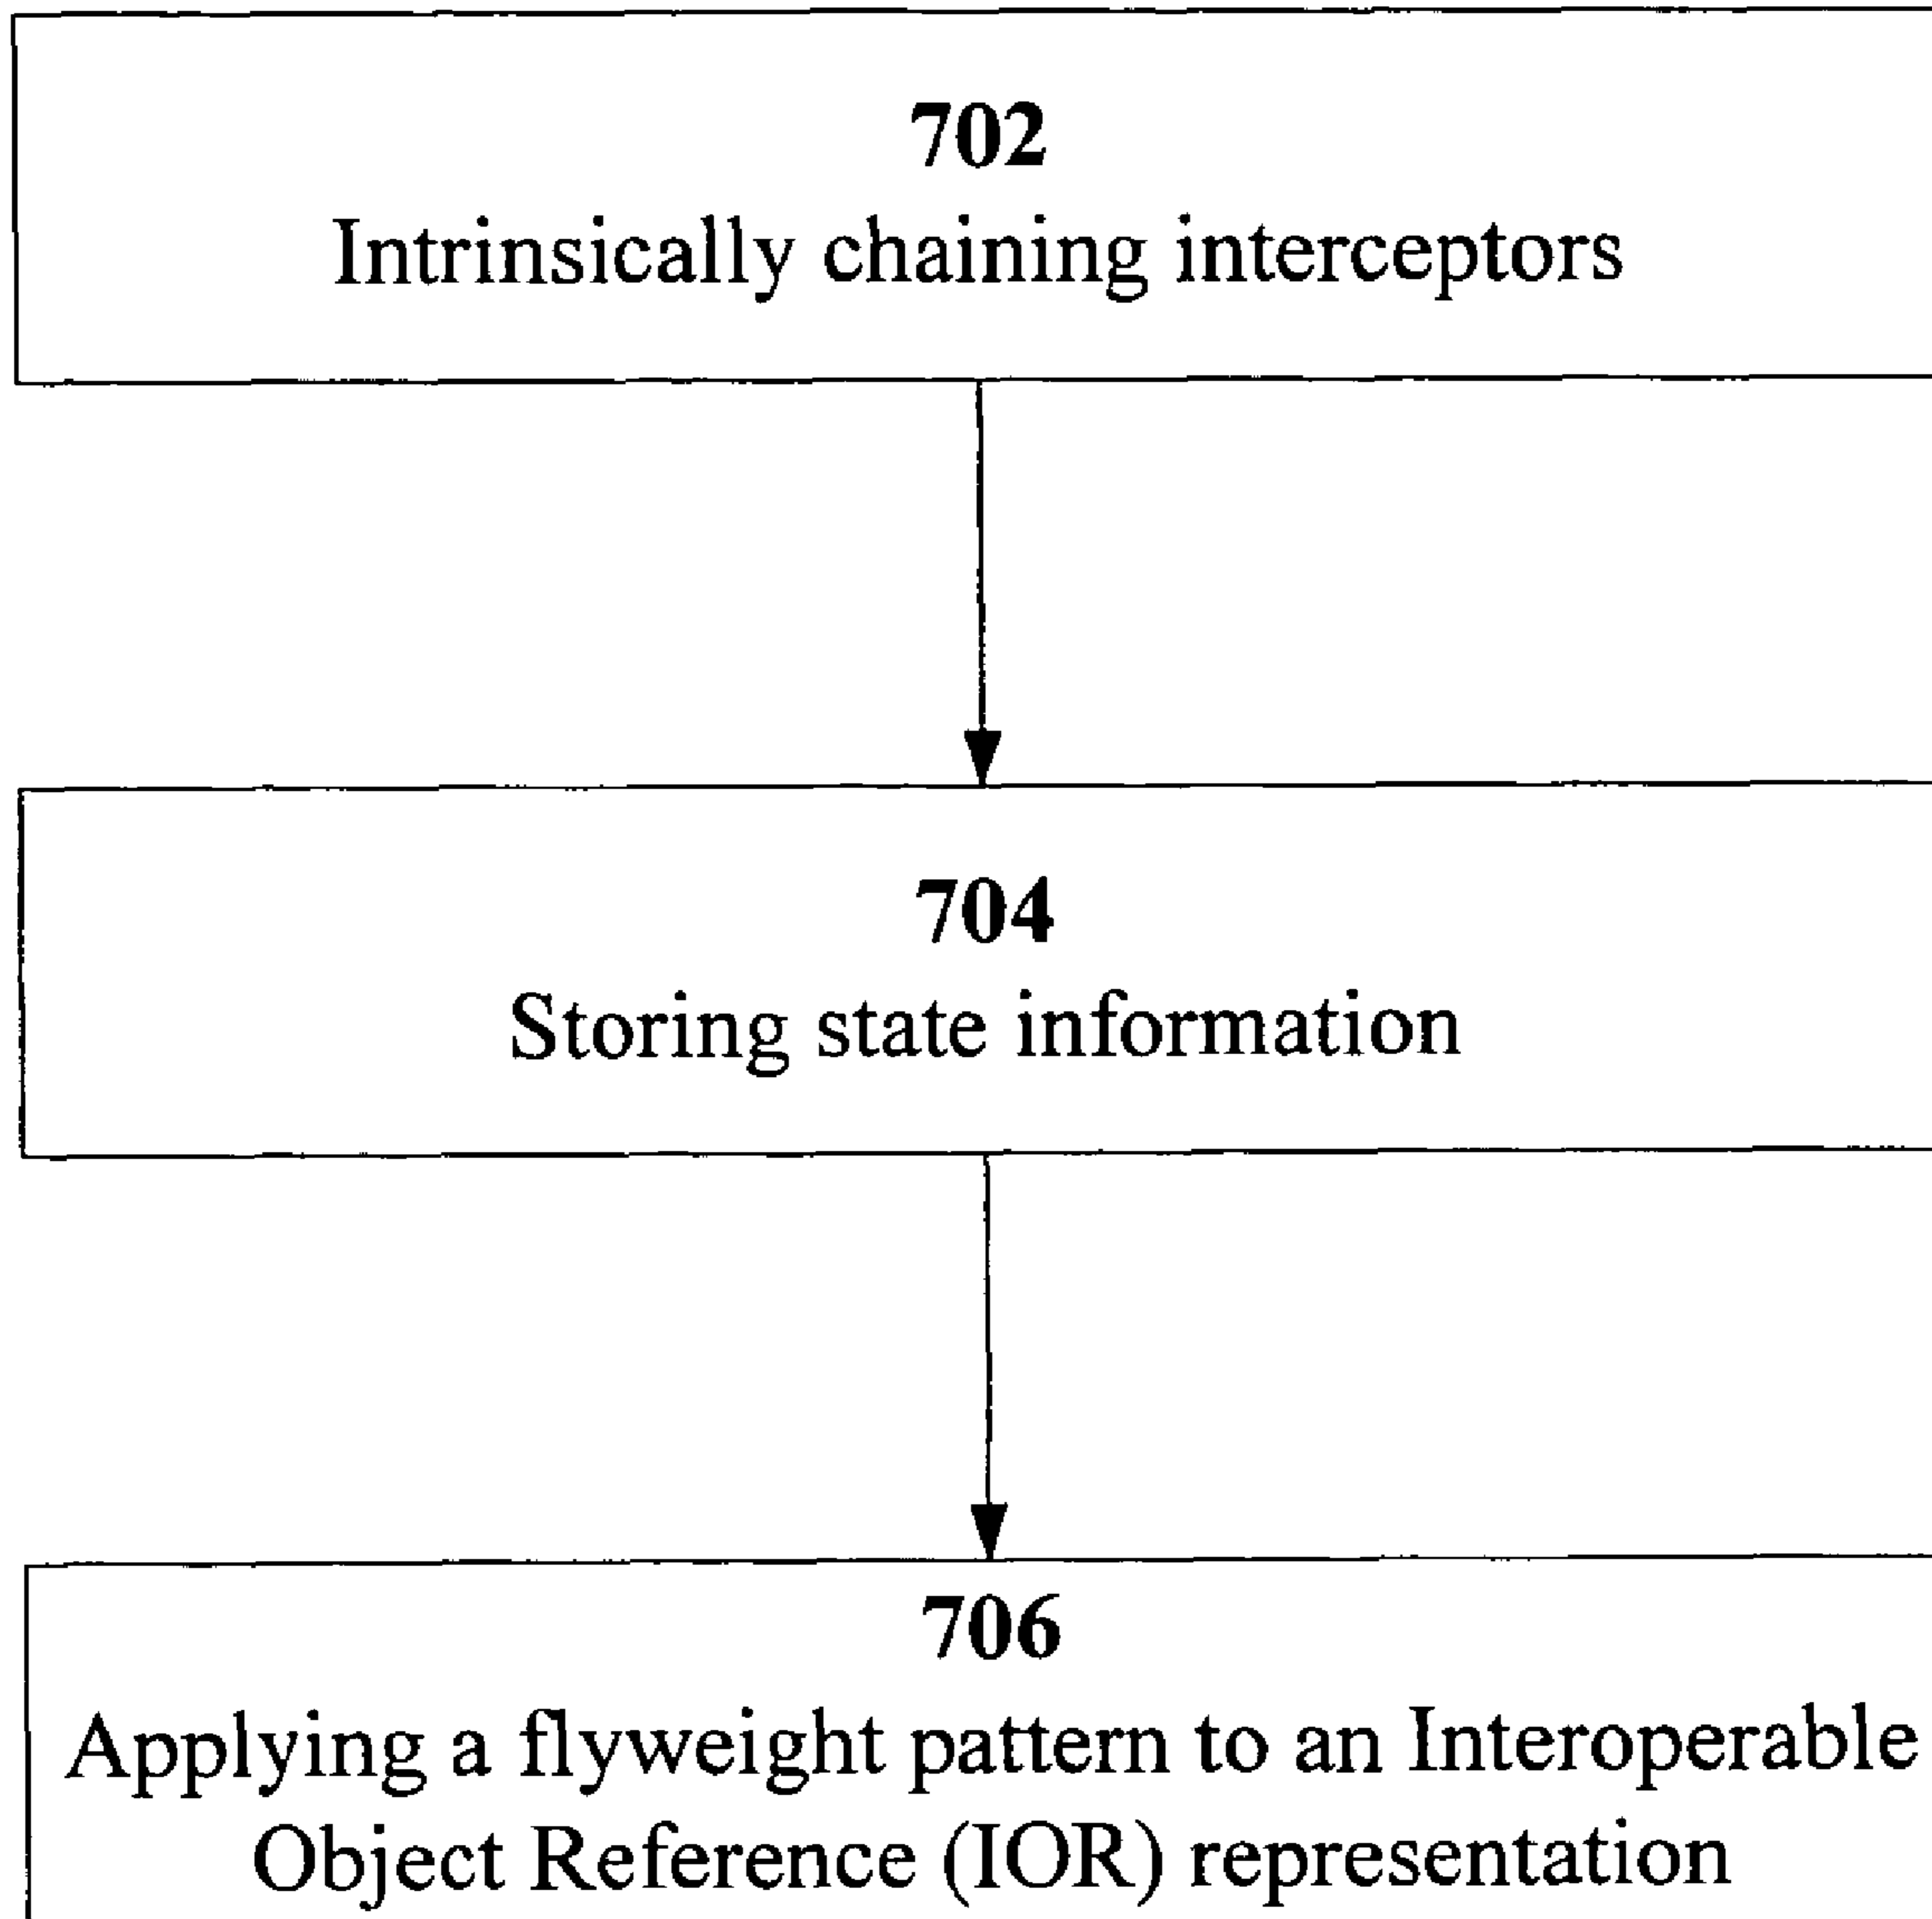 702
Intrinsically chaining interceptors
704
Storing state information
706
Applying a flyweight pattern to an Interoperable
Object Reference (IOR) representation